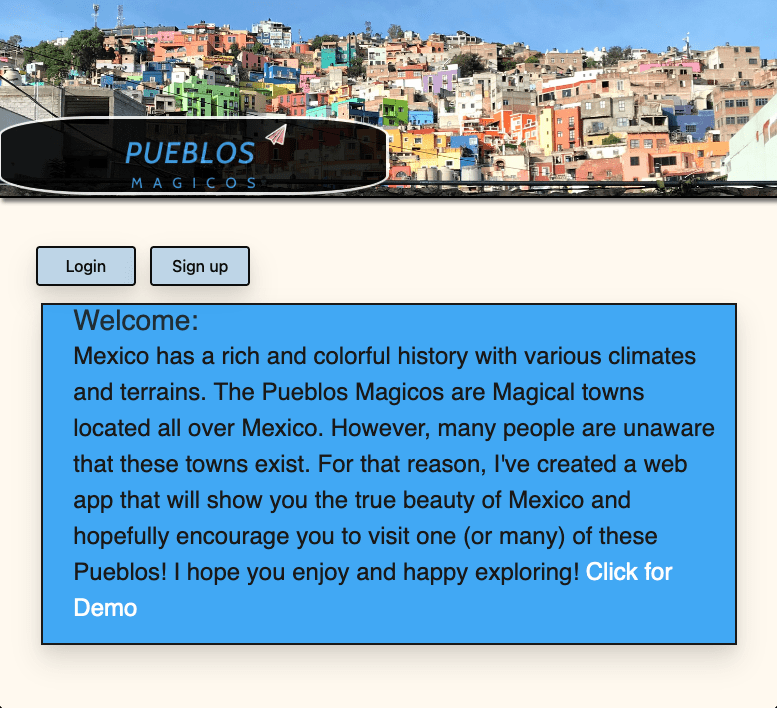 PUEBLOS
MAGICOS
Login
Sign up
Welcome:
Mexico has a rich and colorful history with various climates
and terrains. The Pueblos Magicos are Magical towns
located all over Mexico. However, many people are unaware
that these towns exist. For that reason, I've created a web
app that will show you the true beauty of Mexico and
hopefully encourage you to visit one (or many) of these
Pueblos! I hope you enjoy and happy exploring! Click for
Demo